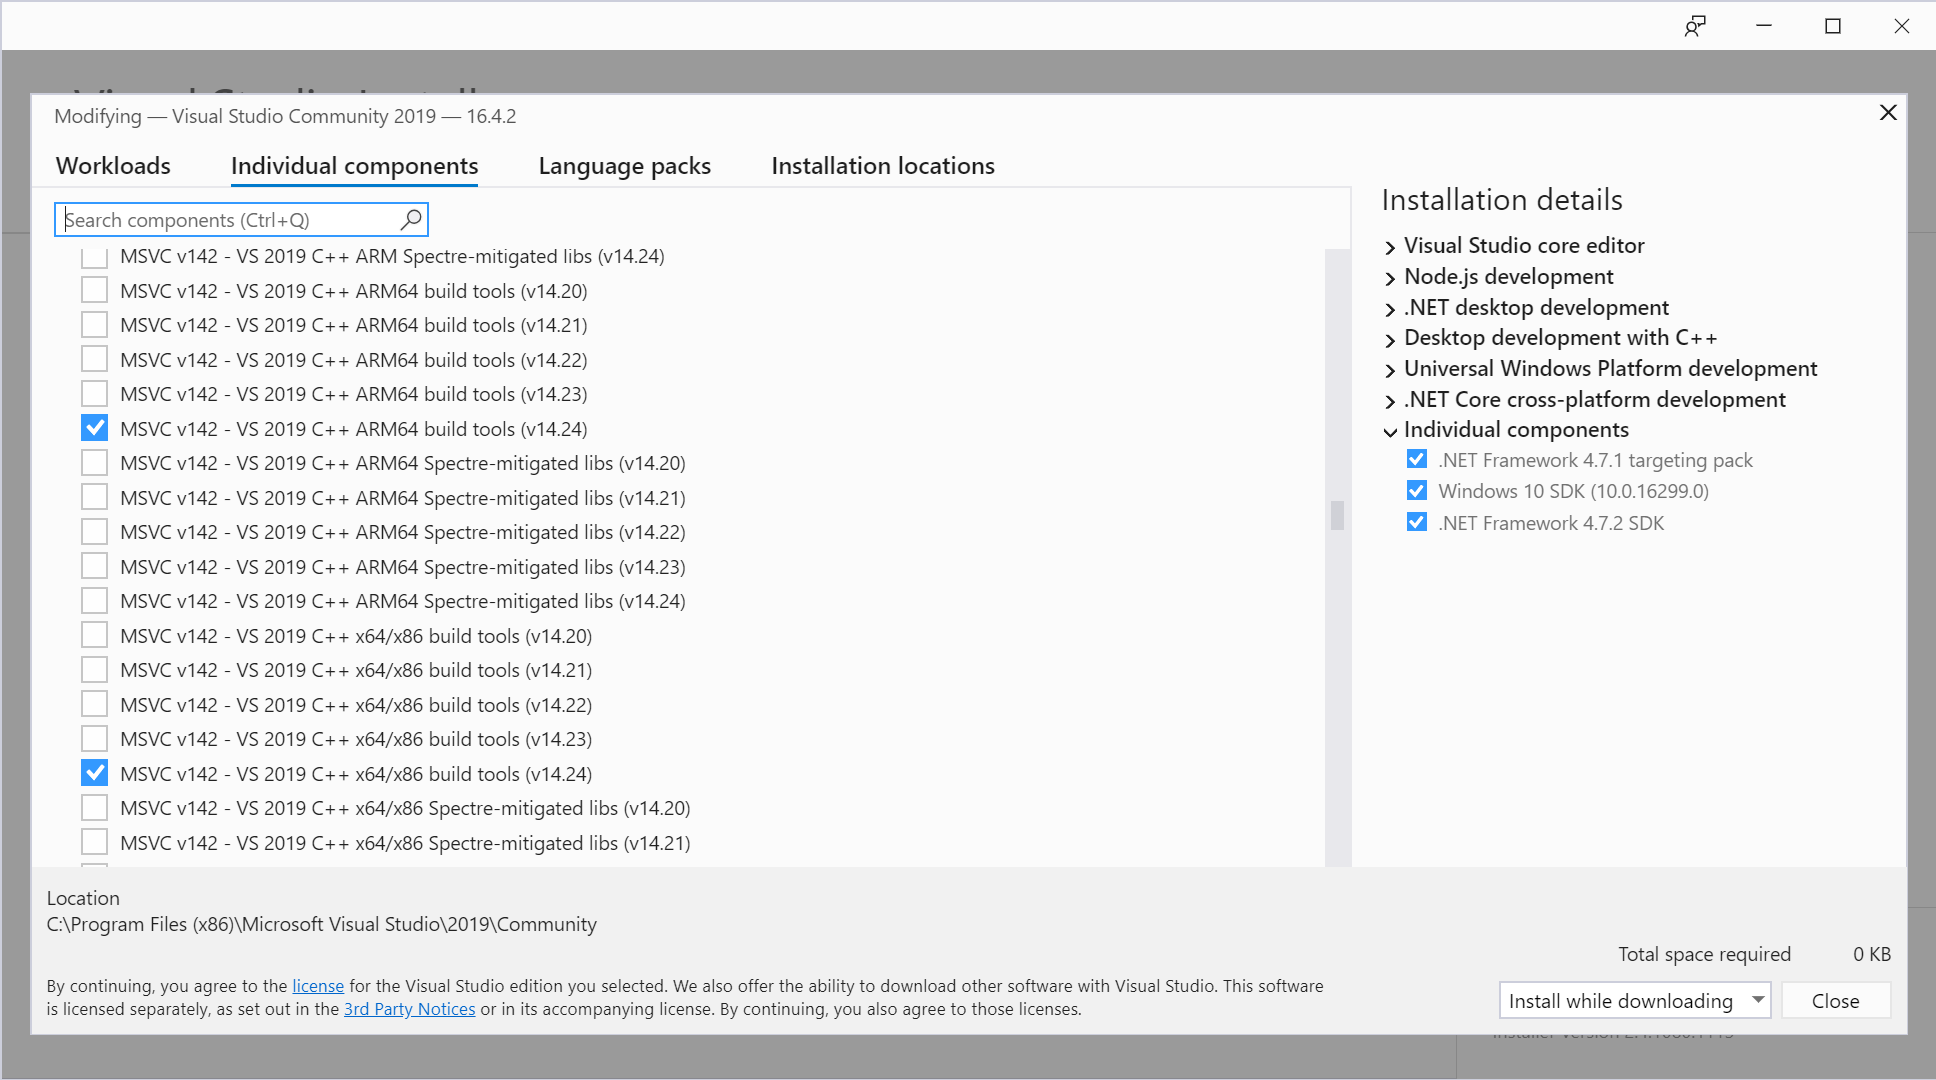 Modifying — Visual Studio Community 2019 — 16.4.2
Workloads
Individual components
Language packs
Installation locations
Search components (Ctrl+Q)
MSVC v142 - VS 2019 C++ ARM Spectre-mitigated libs (v14.24)
MSVC v142 - VS 2019 C++ ARM64 build tools (v14.20)
MSVC v142 - VS 2019 C++ ARM64 build tools (v14.21)
MSVC v142 - VS 2019 C++ ARM64 build tools (v14.22)
MSVC v142 - VS 2019 C++ ARM64 build tools (v14.23)
MSVC v142 - VS 2019 C++ ARM64 build tools (v14.24)
MSVC v142 - VS 2019 C++ ARM64 Spectre-mitigated libs (v14.20)
MSVC v142 - VS 2019 C++ ARM64 Spectre-mitigated libs (v14.21)
MSVC v142 - VS 2019 C++ ARM64 Spectre-mitigated libs (v14.22)
MSVC v142 - VS 2019 C++ ARM64 Spectre-mitigated libs (v14.23)
MSVC v142 - VS 2019 C++ ARM64 Spectre-mitigated libs (v14.24)
MSVC v142 - VS 2019 C++ x64/x86 build tools (v14.20)
MSVC v142 - VS 2019 C++ x64/x86 build tools (v14.21)
MSVC v142 - VS 2019 C++ x64/x86 build tools (v14.22)
MSVC v142 - VS 2019 C++ x64/x86 build tools (v14.23)
MSVC v142 - VS 2019 C++ x64/x86 build tools (v14.24)
MSVC v142 - VS 2019 C++ x64/x86 Spectre-mitigated libs (v14.20)
MSVC v142 - VS 2019 C++ x64/x86 Spectre-mitigated libs (v14.21)
Installation details
Visual Studio core editor
Node.js development
.NET desktop development
Desktop development with C++
Universal Windows Platform development
.NET Core cross-platform development
Individual components
.NET Framework 4.7.1 targeting pack
Windows 10 SDK (10.0.16299.0)
.NET Framework 4.7.2 SDK
Location
C:\Program Files (x86)\Microsoft Visual Studio\2019\Community
Total space required 0 KB
By continuing, you agree to the license for the Visual Studio edition you selected. We also offer the ability to download other software with Visual Studio. This software
is licensed separately, as set out in the 3rd Party Notices or in its accompanying license. By continuing, you also agree to those licenses.
Install while downloading
Close